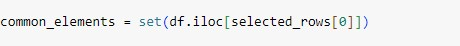 common_elements = set(df.iloc[selected_rows[0]])